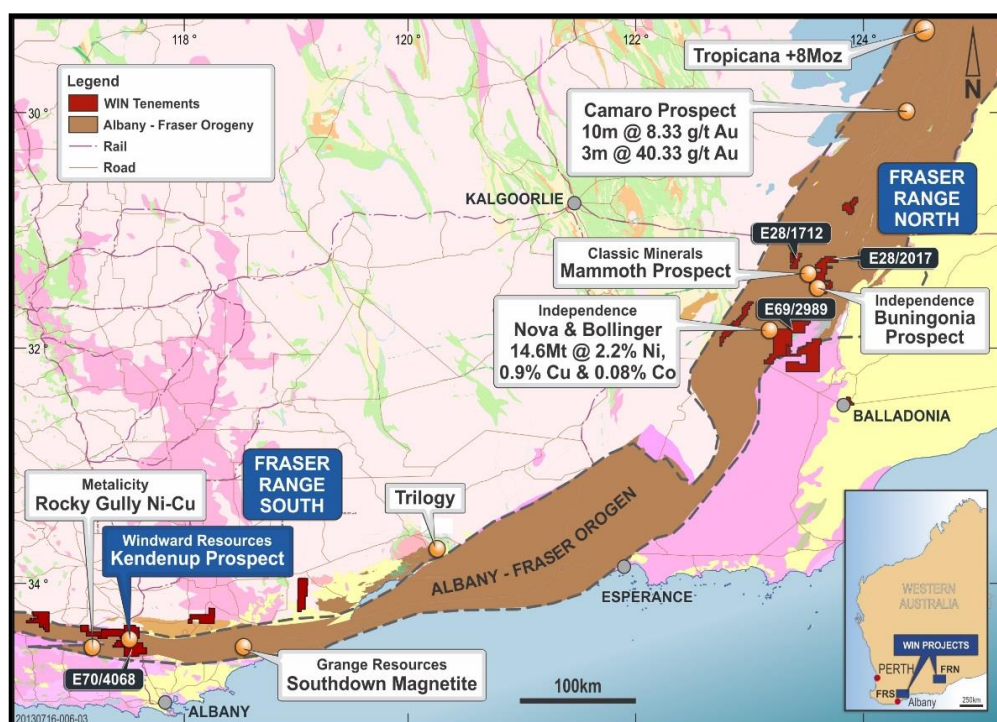 118 °
120 °
122 °
124 °
Legend
WIN Tenements
Albany - Fraser Orogeny
Rail
Road
Tropicana +8Moz
N
30 °
Camaro Prospect
10m @ 8.33 g/t Au
3m @ 40.33 g/t Au
KALGOORLIE
FRASER
RANGE
NORTH
E28/1712
E28/2017
Classic Minerals
Mammoth Prospect
E69/2989
Independence
Nova & Bollinger
14.6Mt @ 2.2% Ni,
0.9% Cu & 0.08% Co
Independence
Buningonia
Prospect
32 °
BALLADONIA
FRASER
RANGE
SOUTH
Metalicity
Rocky Gully Ni-Cu
Trilogy
Windward Resources
Kendenup Prospect
34 °
ALBANY - FRASER OROGEN
ESPERANCE
WESTERN
AUSTRALIA
WIN PROJECTS
PERTH
FRN
FRS
Albany
250km
Grange Resources
Southdown Magnetite
100km
E70/4068
ALBANY
20130716-006-03